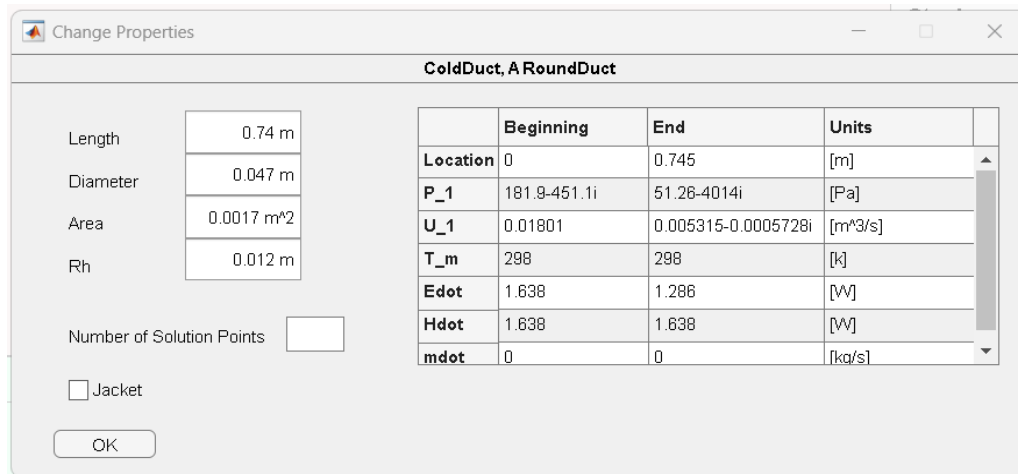 Change Properties
ColdDuct, A RoundDuct
Length 0.74 m
Diameter 0.047 m
Area 0.0017 m^2
Rh 0.012 m
Number of Solution Points
Jacket
OK
Beginning End Units
Location 0 0.745 [m]
P_1 181.9-451.1i 51.26-4014i [Pa]
U_1 0.01801 0.005315-0.0005728i [m^3/s]
T_m 298 298 [k]
Edot 1.638 1.286 [W]
Hdot 1.638 1.638 [W]
mdot 0 0 [kg/s]